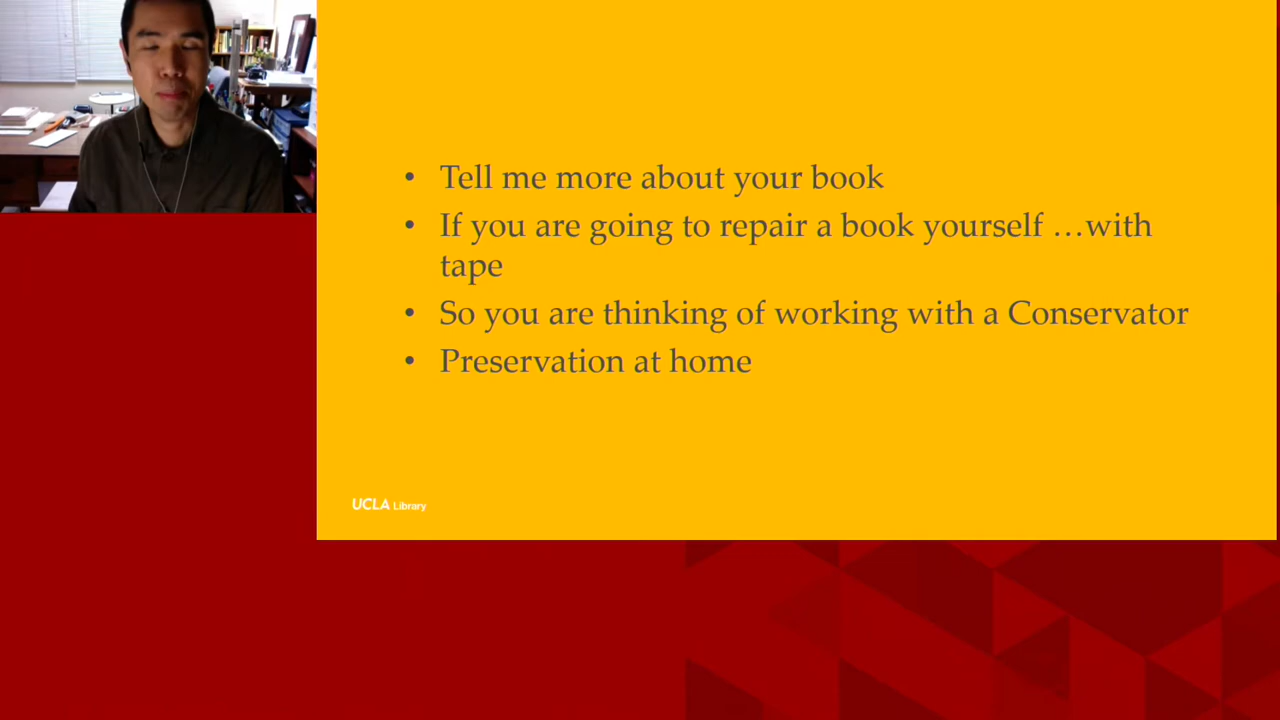 • Tell me more about your book
• If you are going to repair a book yourself …with
tape
• So you are thinking of working with a Conservator
• Preservation at home
UCLA Library